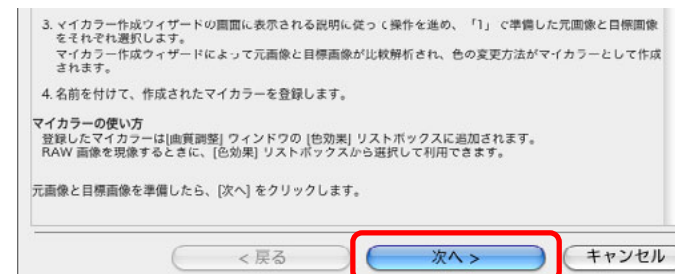 3. マイカラー作成ウィザードの画面に表示される説明に従って操作を進め、「1」で準備した元画像と目標画像
をそれぞれ選択します。
マイカラー作成ウィザードによって元画像と目標画像が比較解析され、色の変更方法がマイカラーとして作成
されます。
4. 名前を付けて、作成されたマイカラーを登録します。
マイカラーの使い方
登録したマイカラーは[画質調整] ウィンドウの [色効果] リストボックスに追加されます。
RAW 画像を現像するときに、[色効果] リストボックスから選択して利用できます。
元画像と目標画像を準備したら、[次へ] をクリックします。
< 戻る
次へ >
キャンセル